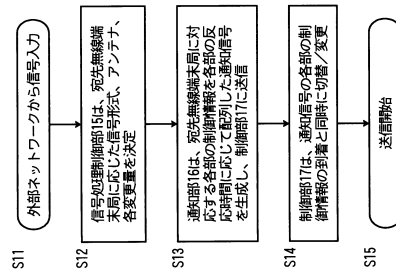 S11
外部ネットワークから信号入力
S12
信号処理制御部15は、宛先無線端
末局に応じた信号形式、アンテナ、
各変更量を決定
S13
通知部16は、宛先無線端末局に対
応する各部の制御情報を各部の反
応時間に応じて配列した通知信号
を生成し、制御部17に送信
S14
制御部17は、通知信号の各部の制
御情報の到着と同時に切替／変更
S15
送信開始